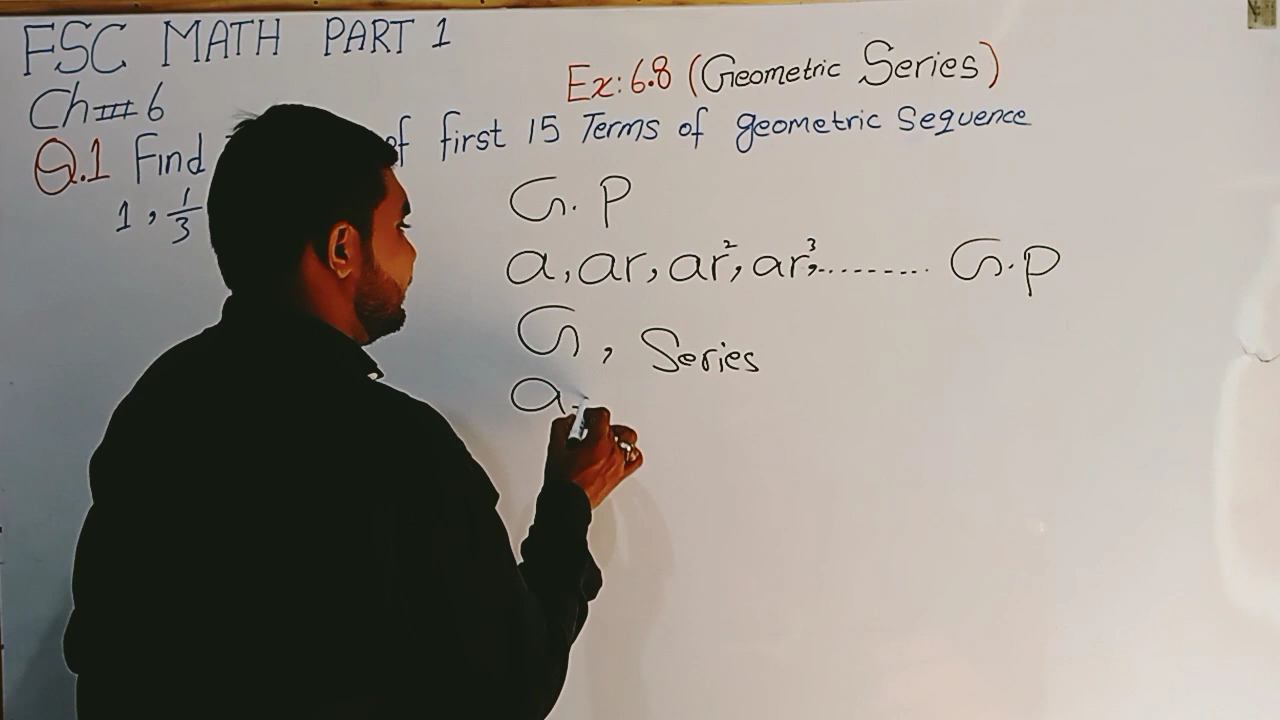 FSC MATH PART 1
Ch# 6
Ex: 6.8 (Geometric Series)
Q.1 Find of first 15 Terms of geometric Sequence
1, 1/3
G.P
a, ar, ar², ar³, ......... G.P
G, Series
a